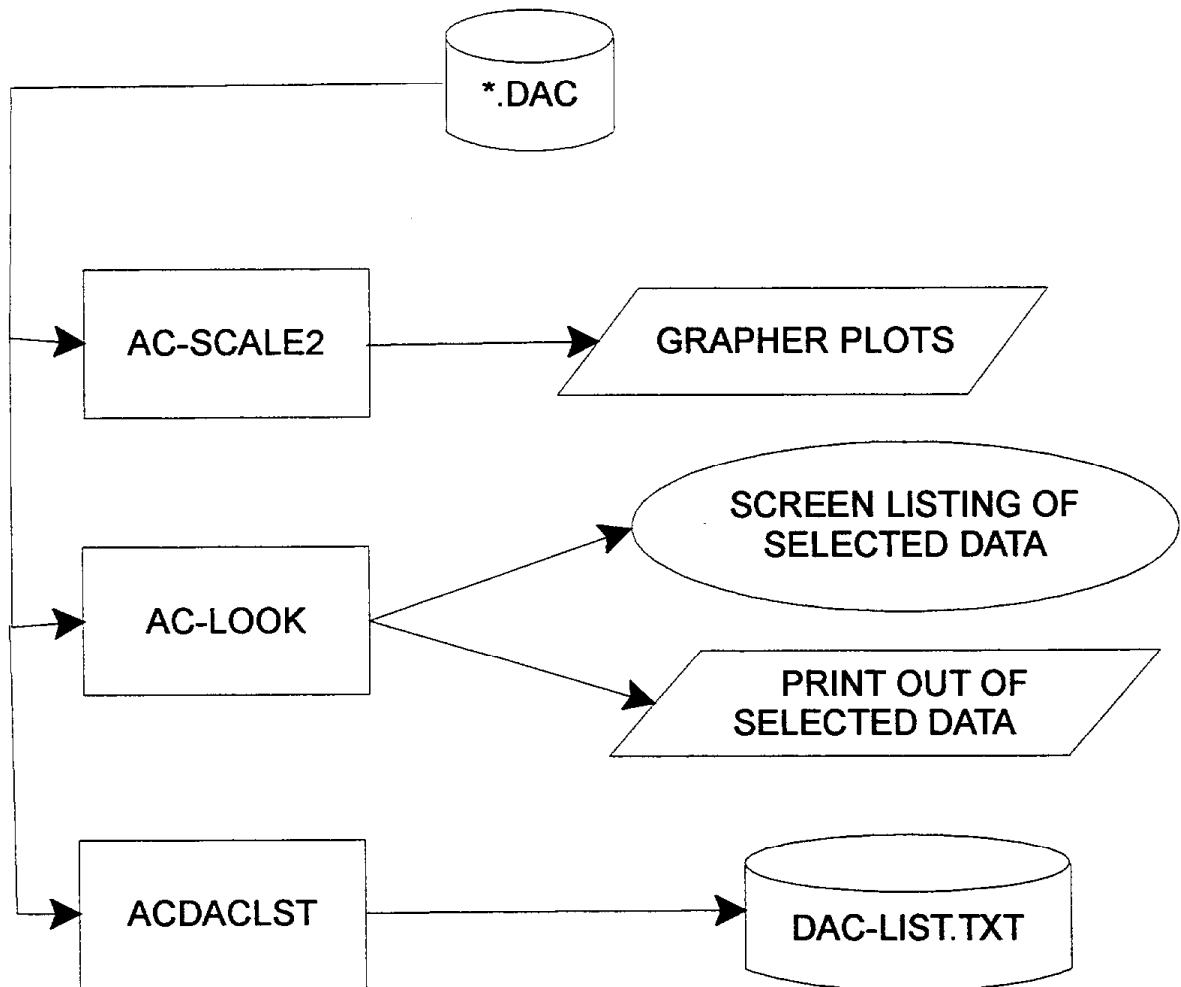 *.DAC
AC-SCALE2
GRAPHER PLOTS
AC-LOOK
SCREEN LISTING OF
SELECTED DATA
PRINT OUT OF
SELECTED DATA
ACDACLST
DAC-LIST.TXT